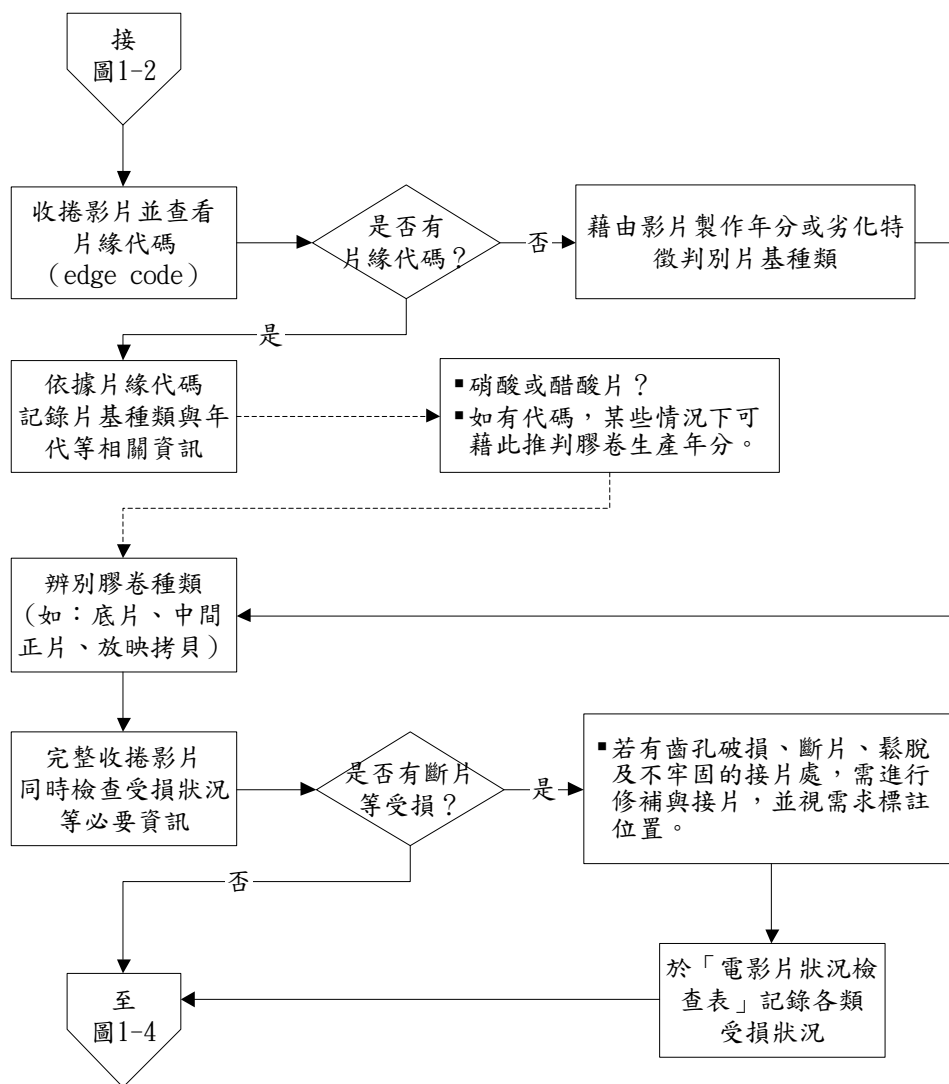 接
圖1-2
收捲影片並查看
片緣代碼
（edge code）
是否有
片緣代碼？
否
藉由影片製作年分或劣化特
徵判別片基種類
是
依據片緣代碼
記錄片基種類與年
代等相關資訊
▪硝酸或醋酸片？
▪如有代碼，某些情況下可
藉此推判膠卷生產年分。
辨別膠卷種類
（如：底片、中間
正片、放映拷貝）
完整收捲影片
同時檢查受損狀況
等必要資訊
是否有斷片
等受損？
是
▪若有齒孔破損、斷片、鬆脫
及不牢固的接片處，需進行
修補與接片，並視需求標註
位置。
否
於「電影片狀況檢
查表」記錄各類
受損狀況
至
圖1-4